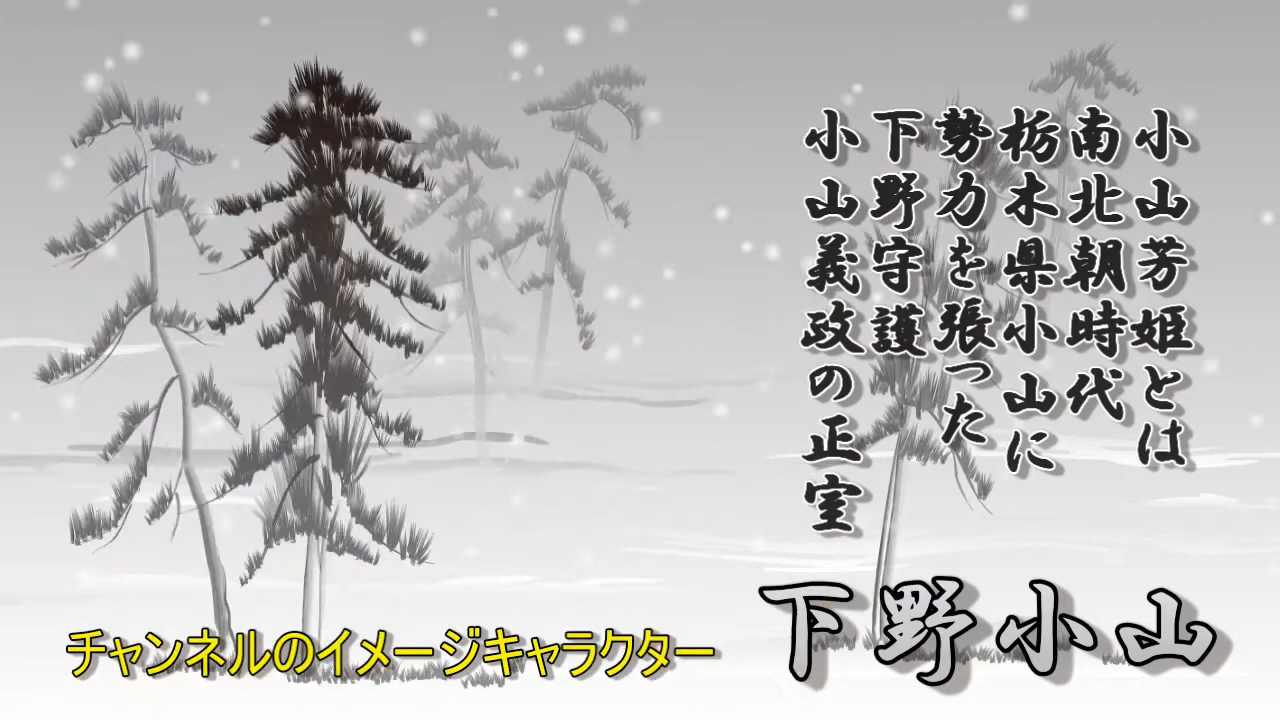 小山芳姫とは
南北朝時代
栃木県小山に
勢力を張った
下野守護
小山義政の正室
下野小山
チャンネルのイメージキャラクター